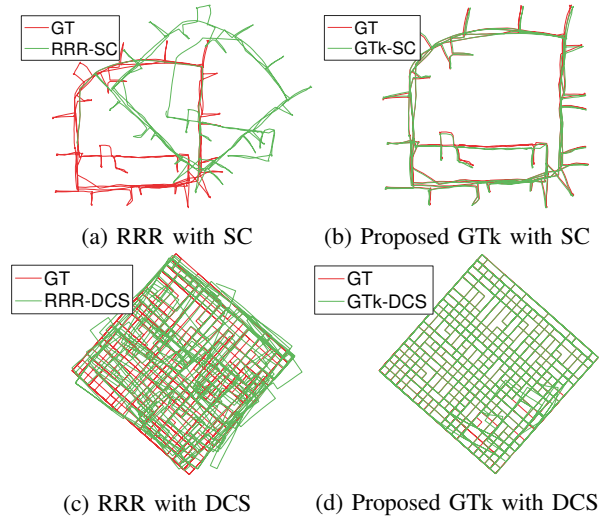 GT
RRR-SC
GT
GTk-SC
(a) RRR with SC
(b) Proposed GTk with SC
GT
RRR-DCS
GT
GTk-DCS
(c) RRR with DCS
(d) Proposed GTk with DCS